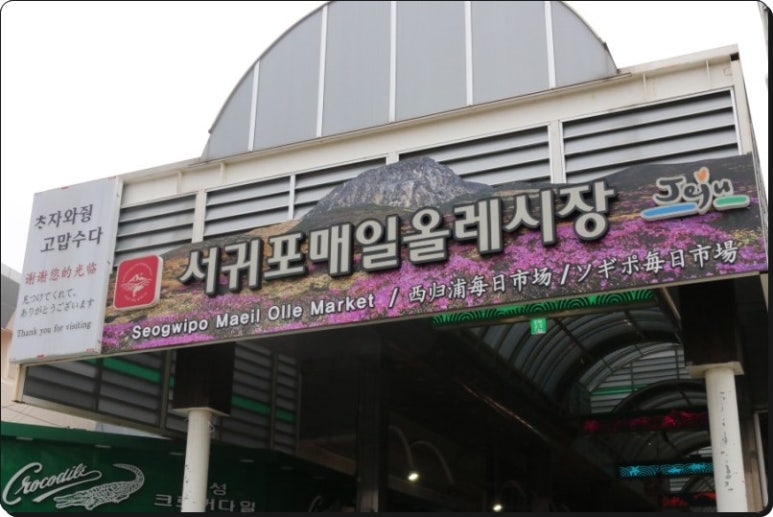 촌자와줭
고맙수다
谢谢您的光临
見つけてくれて、
ありがとうございます
Thank you for visiting
서귀포매일올레시장
Jeju
Seogwipo Maeil Olle Market / 西归浦每日市场 / ソギポ毎日市場
Crocodile
성
크로커다일